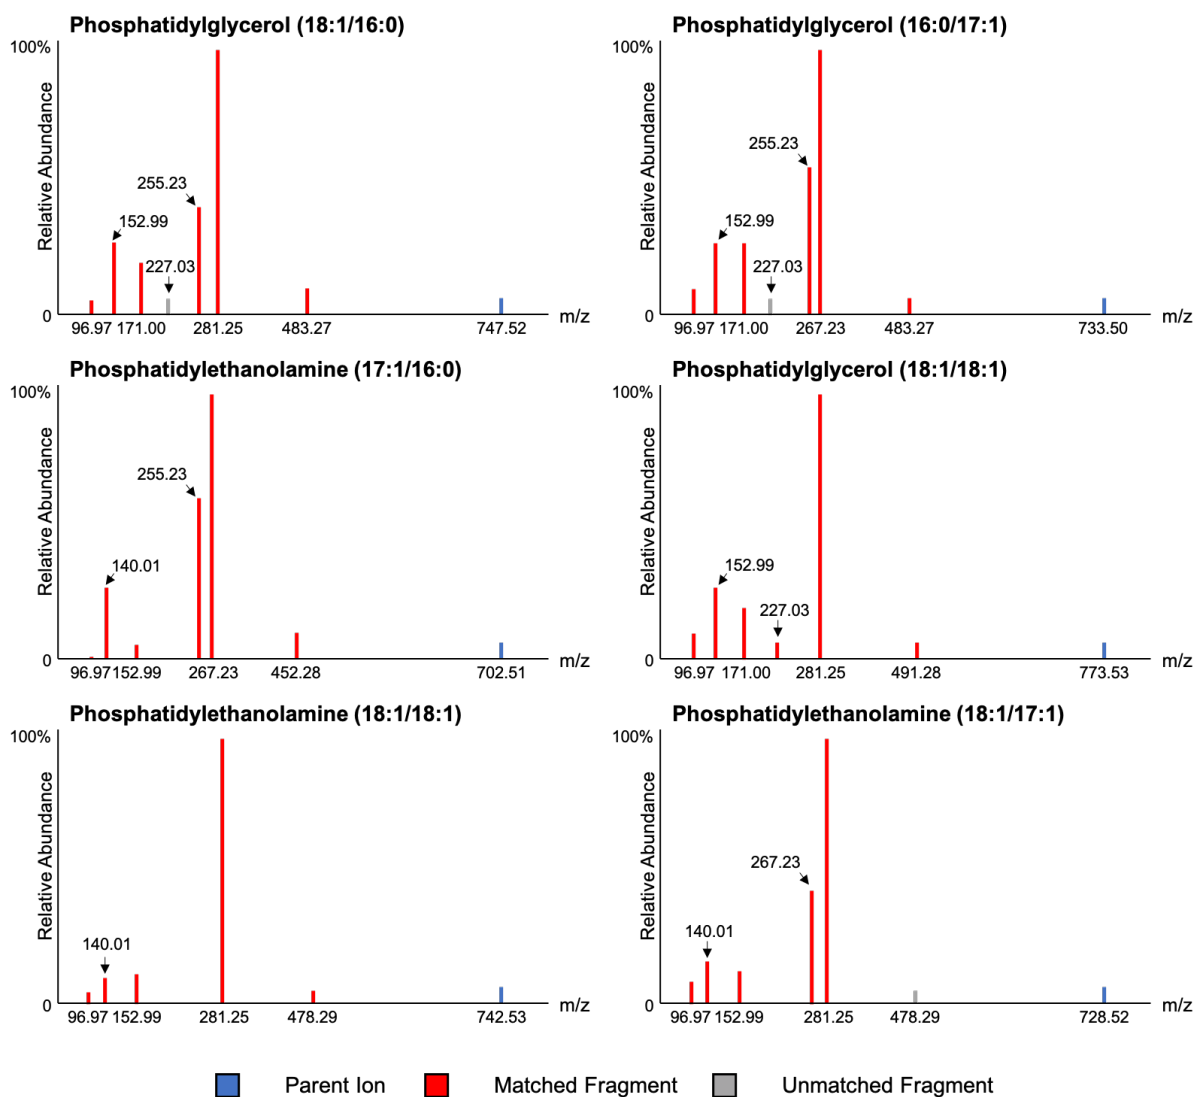 Phosphatidylglycerol (18:1/16:0)
100%
Relative Abundance
255.23
152.99
227.03
0
96.97 171.00 281.25 483.27 747.52 m/z
Phosphatidylglycerol (16:0/17:1)
100%
Relative Abundance
255.23
152.99
227.03
0
96.97 171.00 267.23 483.27 733.50 m/z
Phosphatidylethanolamine (17:1/16:0)
100%
Relative Abundance
255.23
140.01
0
96.97 152.99 267.23 452.28 702.51 m/z
Phosphatidylglycerol (18:1/18:1)
100%
Relative Abundance
152.99
227.03
0
96.97 171.00 281.25 491.28 773.53 m/z
Phosphatidylethanolamine (18:1/18:1)
100%
Relative Abundance
140.01
0
96.97 152.99 281.25 478.29 742.53 m/z
Phosphatidylethanolamine (18:1/17:1)
100%
Relative Abundance
267.23
140.01
0
96.97 152.99 281.25 478.29 728.52 m/z
Parent Ion Matched Fragment Unmatched Fragment